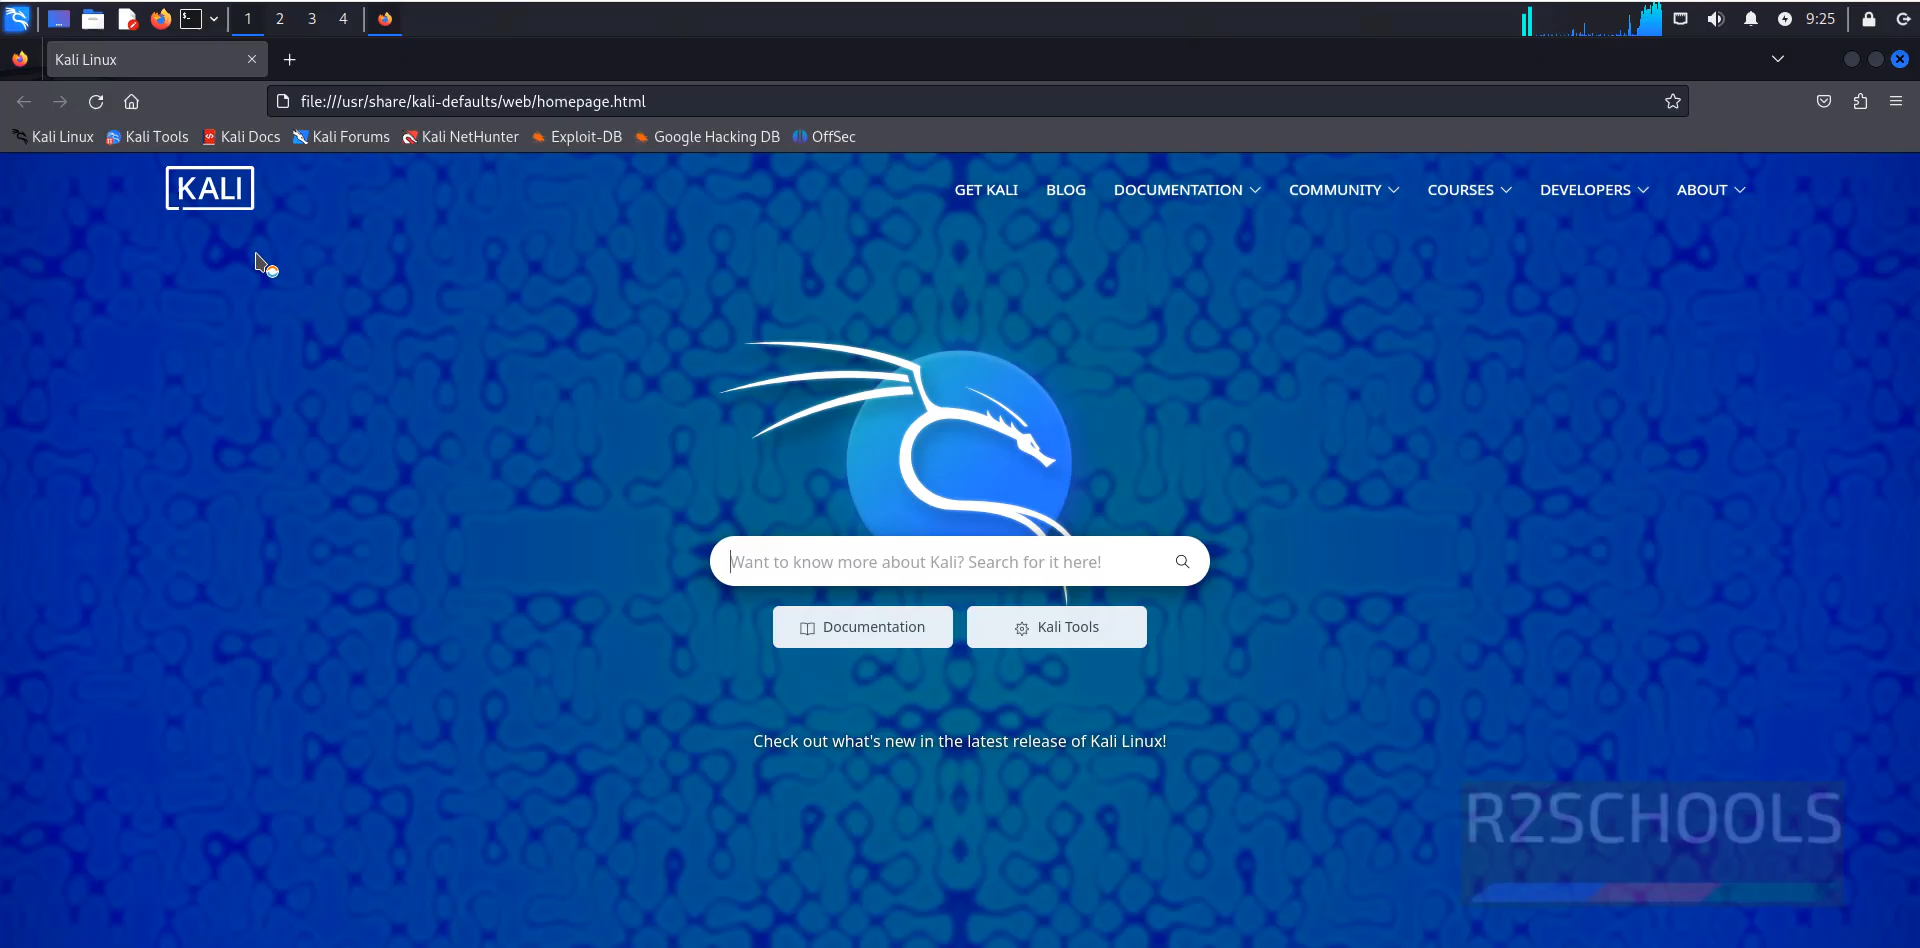 1 2 3 4 9:25
Kali Linux
file:///usr/share/kali-defaults/web/homepage.html
Kali Linux Kali Tools Kali Docs Kali Forums Kali NetHunter Exploit-DB Google Hacking DB OffSec
KALI GET KALI BLOG DOCUMENTATION COMMUNITY COURSES DEVELOPERS ABOUT
Want to know more about Kali? Search for it here!
Documentation Kali Tools
Check out what's new in the latest release of Kali Linux!
R2SCHOOLS